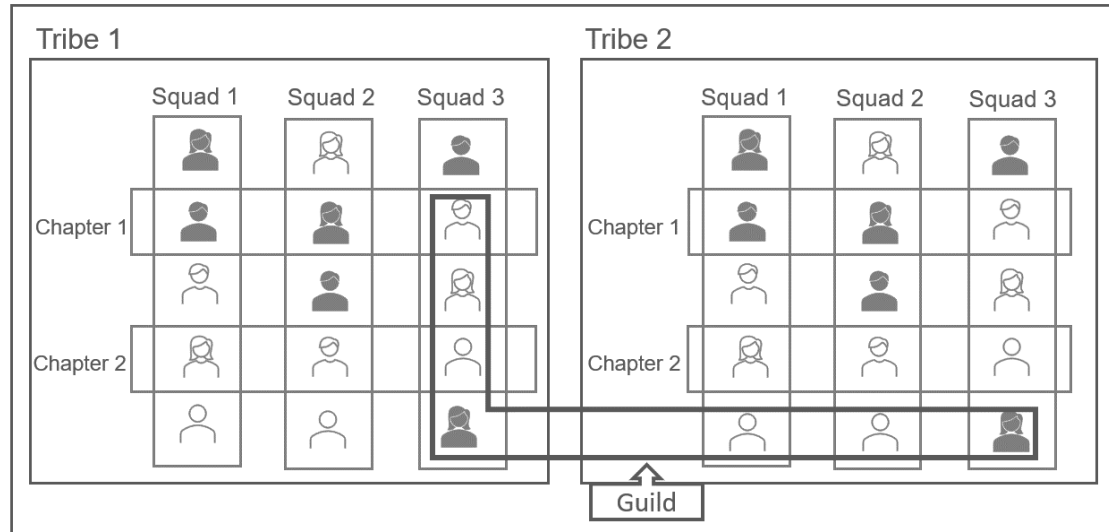 Tribe 1
Tribe 2
Squad 1
Squad 2
Squad 3
Squad 1
Squad 2
Squad 3
Chapter 1
Chapter 1
Chapter 2
Chapter 2
Guild